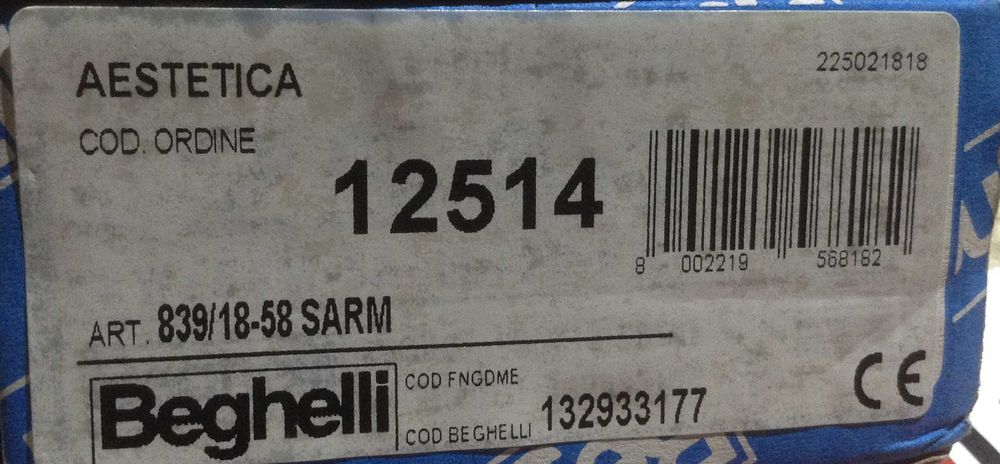 AESTETICA
225021818
COD. ORDINE
12514
8 002219 568182
ART. 839/18-58 SARM
Beghelli
COD FNGDME
COD BEGHELLI 132933177
CE